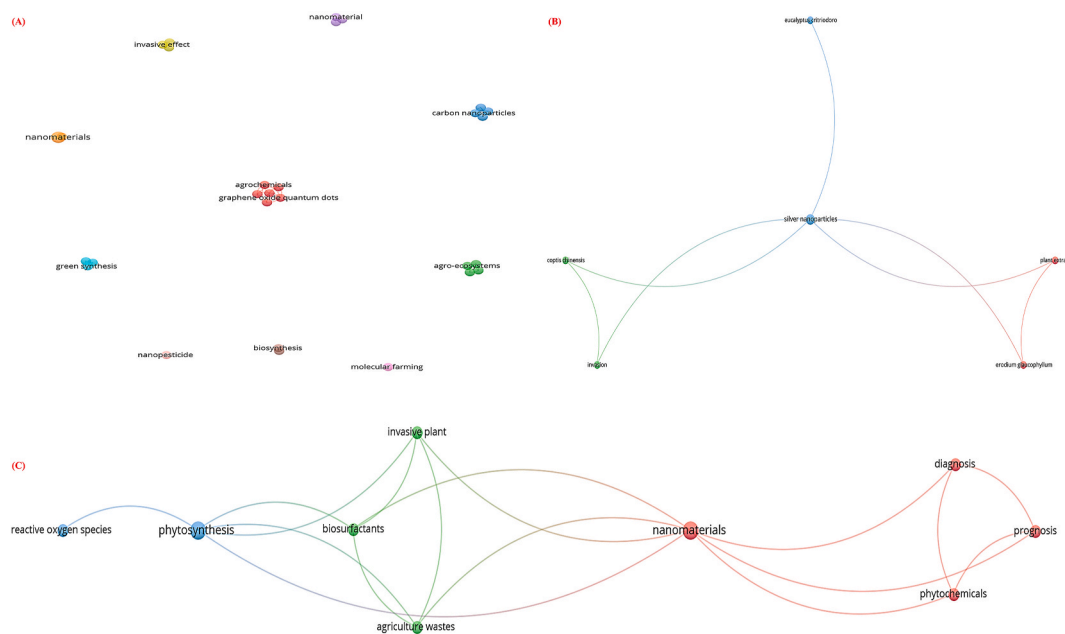 (A)
nanomaterial
invasive effect
carbon nanoparticles
nanomaterials
agrochemicals
graphene oxide quantum dots
green synthesis
agro-ecosystems
nanopesticide
biosynthesis
molecular farming
(B)
silver nanoparticles
coptis chinensis
invasion
erodium glaucophyllum
(C)
invasive plant
diagnosis
reactive oxygen species
phytosynthesis
biosurfactants
nanomaterials
prognosis
phytochemicals
agriculture wastes